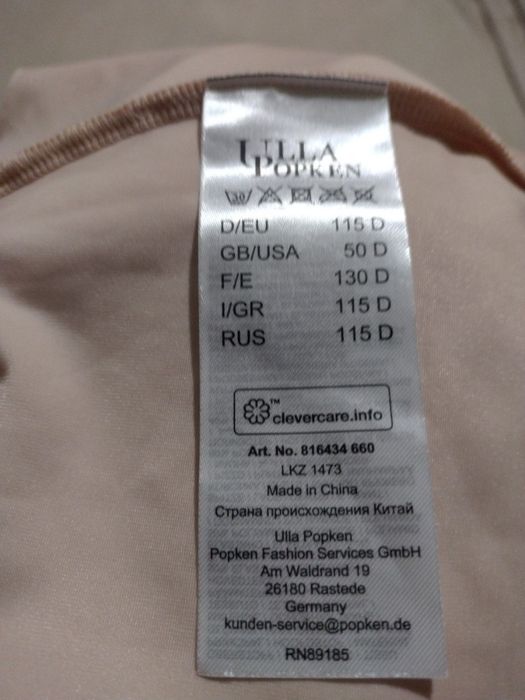 ULLA
POPKEN
30
D/EU 115 D
GB/USA 50 D
F/E 130 D
I/GR 115 D
RUS 115 D
™
clevercare.info
Art. No. 816434 660
LKZ 1473
Made in China
Страна происхождения Китай
Ulla Popken
Popken Fashion Services GmbH
Am Waldrand 19
26180 Rastede
Germany
kunden-service@popken.de
RN89185